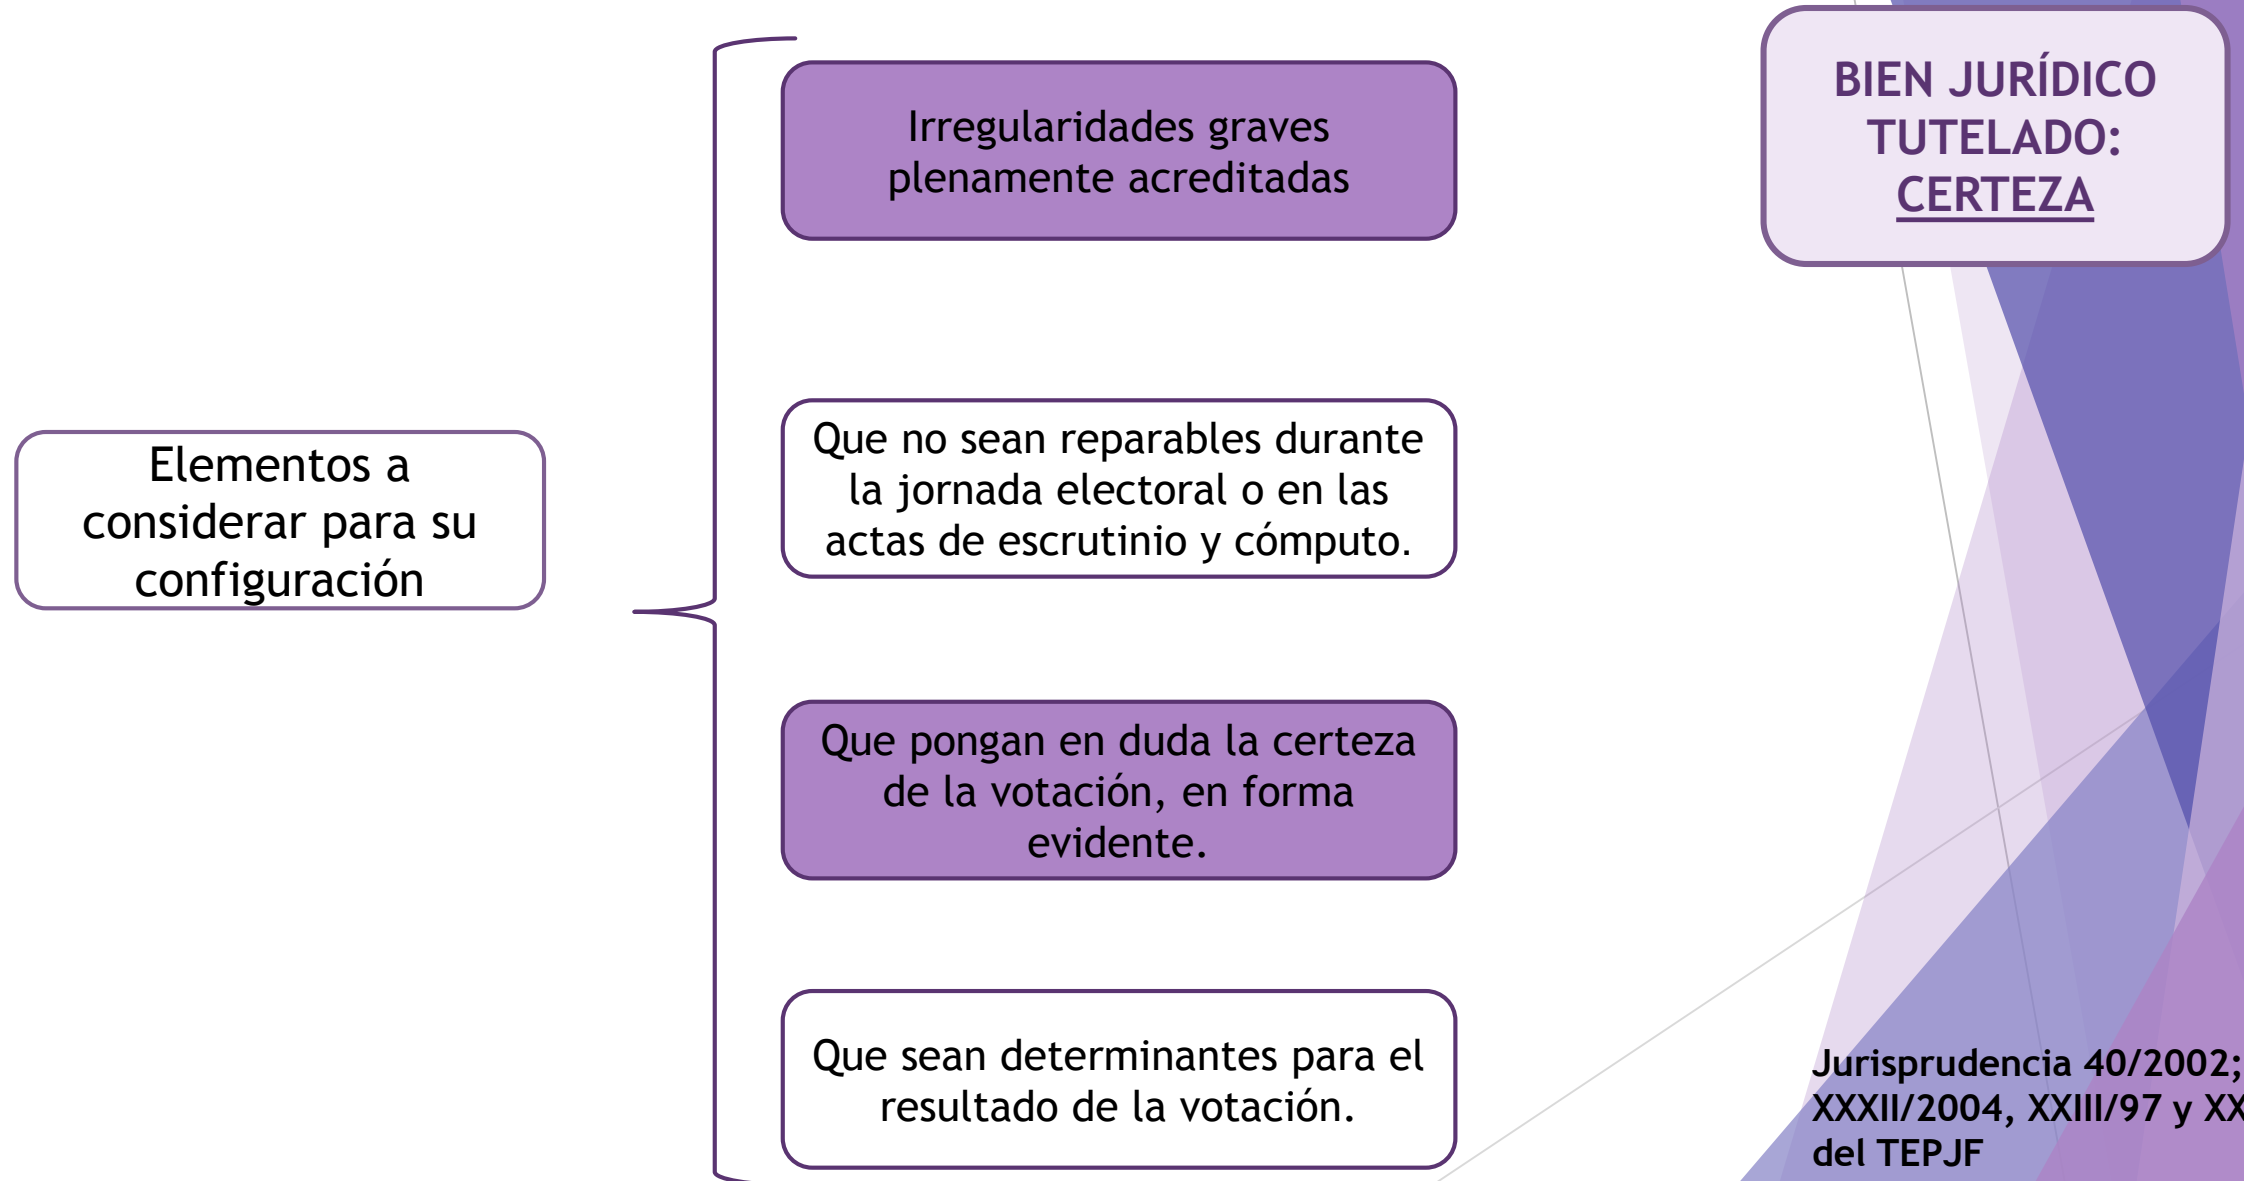 Irregularidades graves
plenamente acreditadas
BIEN JURÍDICO
TUTELADO:
CERTEZA
Elementos a
considerar para su
configuración
Que no sean reparables durante
la jornada electoral o en las
actas de escrutinio y cómputo.
Que pongan en duda la certeza
de la votación, en forma
evidente.
Que sean determinantes para el
resultado de la votación.
Jurisprudencia 40/2002;
XXXII/2004, XXIII/97 y
del TEPJF